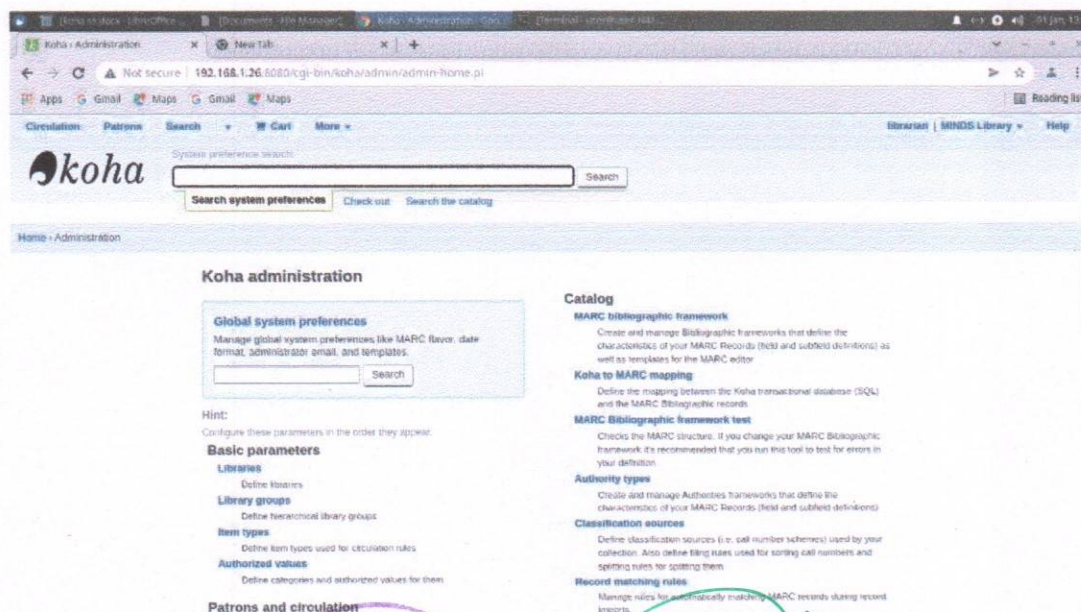 Koha › Administration
New Tab
Not secure 192.168.1.26:8080/cgi-bin/koha/admin/admin-home.pl
Apps Gmail Maps Gmail Maps Reading lis
Circulation Patrons Search Cart More librarian | MINDS Library Help
koha
System preference search:
Search
Search system preferences Check out Search the catalog
Home › Administration
Koha administration
Global system preferences
Manage global system preferences like MARC flavor, date
format, administrator email, and templates.
Search
Hint:
Configure these parameters in the order they appear.
Basic parameters
Libraries
Define libraries
Library groups
Define hierarchical library groups
Item types
Define item types used for circulation rules
Authorized values
Define categories and authorized values for them
Patrons and circulation
Catalog
MARC bibliographic framework
Create and manage Bibliographic frameworks that define the
characteristics of your MARC Records (field and subfield definitions) as
well as templates for the MARC editor
Koha to MARC mapping
Define the mapping between the Koha transactional database (SQL)
and the MARC Bibliographic records
MARC Bibliographic framework test
Checks the MARC structure. If you change your MARC Bibliographic
framework it's recommended that you run this tool to test for errors in
your definition
Authority types
Create and manage Authorities frameworks that define the
characteristics of your MARC Records (field and subfield definitions)
Classification sources
Define classification sources (i.e. call number schemes) used by your
collection. Also define filing rules used for sorting call numbers and
splitting rules for splitting them
Record matching rules
Manage rules for automatically matching MARC records during record
imports